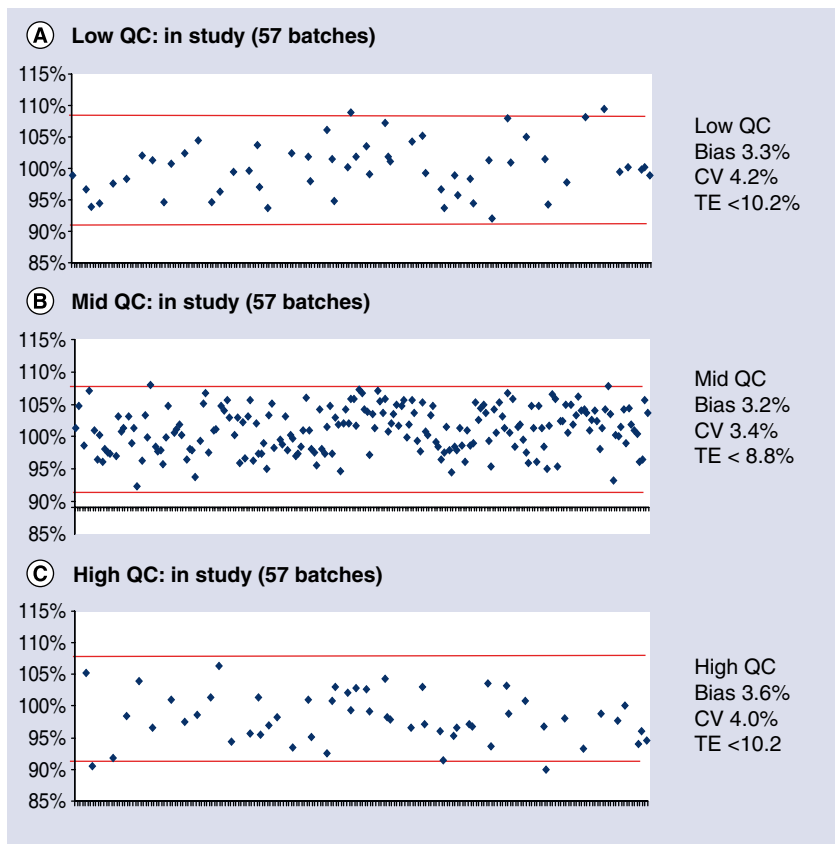 A Low QC: in study (57 batches)
115%
110%
105%
100%
95%
90%
85%
Low QC
Bias 3.3%
CV 4.2%
TE <10.2%
B Mid QC: in study (57 batches)
115%
110%
105%
100%
95%
90%
85%
Mid QC
Bias 3.2%
CV 3.4%
TE < 8.8%
C High QC: in study (57 batches)
115%
110%
105%
100%
95%
90%
85%
High QC
Bias 3.6%
CV 4.0%
TE <10.2